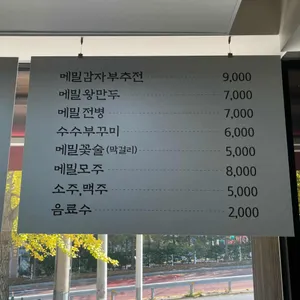 메밀감자부추전 9,000
메밀왕만두 7,000
메밀전병 7,000
수수부꾸미 6,000
메밀꽃술(막걸리) 5,000
메밀모주 8,000
소주,맥주 5,000
음료수 2,000